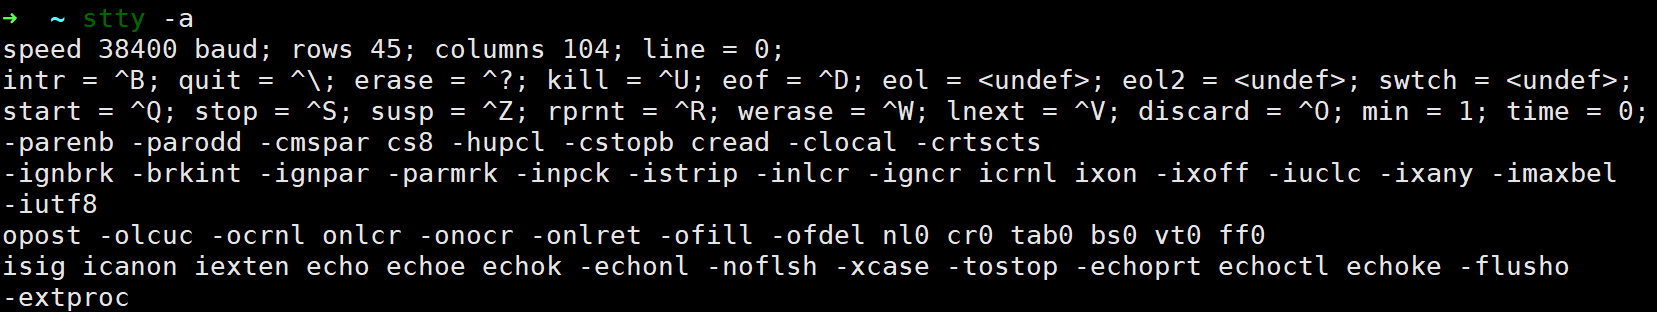 ➜  ~ stty -a
speed 38400 baud; rows 45; columns 104; line = 0;
intr = ^B; quit = ^\; erase = ^?; kill = ^U; eof = ^D; eol = <undef>; eol2 = <undef>; swtch = <undef>;
start = ^Q; stop = ^S; susp = ^Z; rprnt = ^R; werase = ^W; lnext = ^V; discard = ^O; min = 1; time = 0;
-parenb -parodd -cmspar cs8 -hupcl -cstopb cread -clocal -crtscts
-ignbrk -brkint -ignpar -parmrk -inpck -istrip -inlcr -igncr icrnl ixon -ixoff -iuclc -ixany -imaxbel
-iutf8
opost -olcuc -ocrnl onlcr -onocr -onlret -ofill -ofdel nl0 cr0 tab0 bs0 vt0 ff0
isig icanon iexten echo echoe echok -echonl -noflsh -xcase -tostop -echoprt echoctl echoke -flusho
-extproc